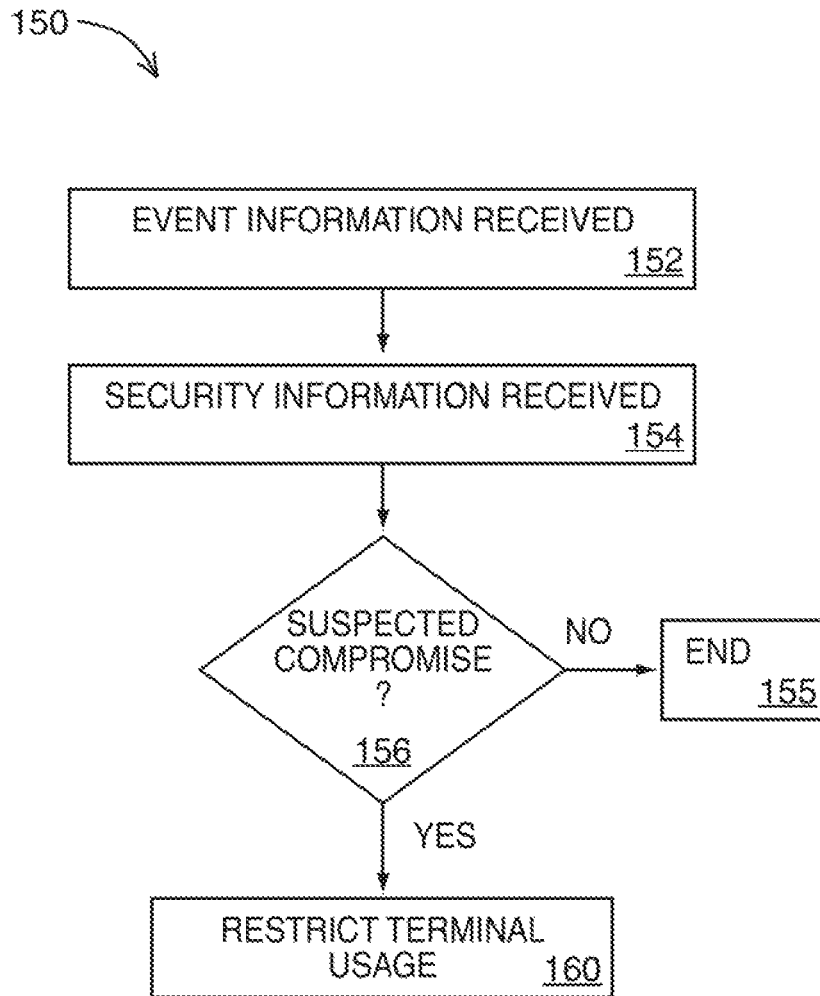 150
EVENT INFORMATION RECEIVED
152
SECURITY INFORMATION RECEIVED
154
SUSPECTED
COMPROMISE
?
156
NO
END
155
YES
RESTRICT TERMINAL
USAGE
160